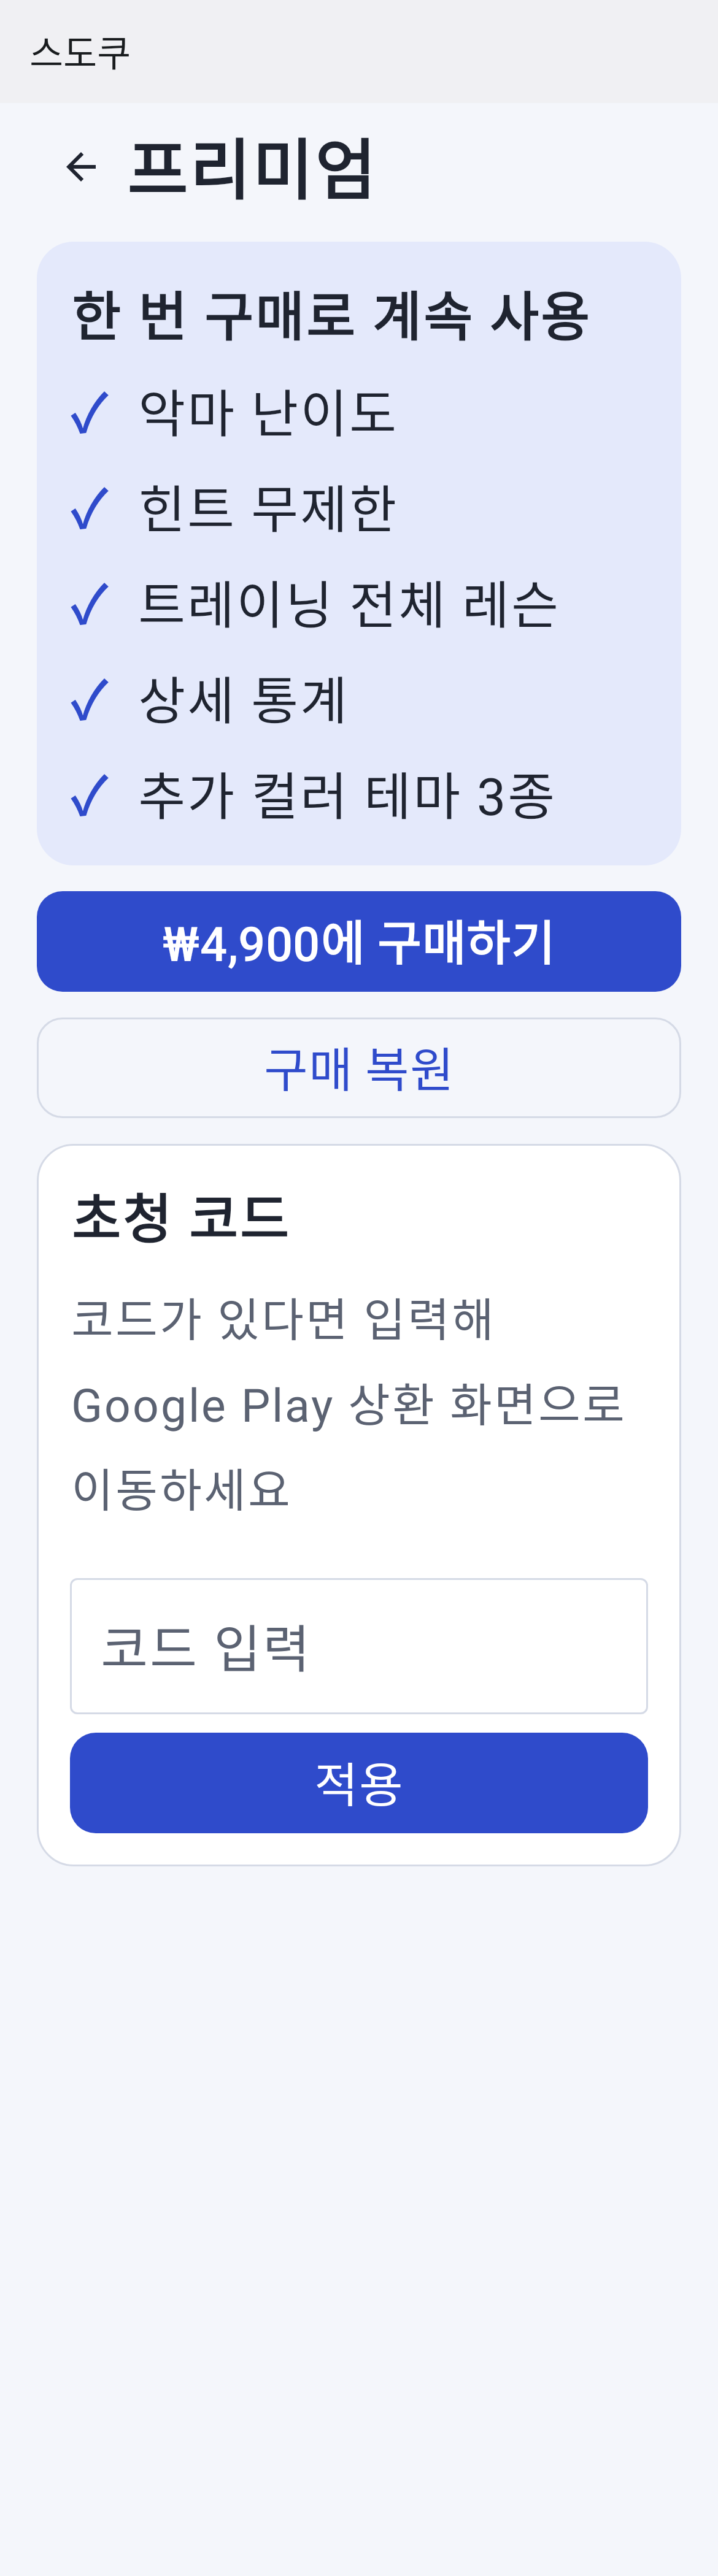 스도쿠
프리미엄
한 번 구매로 계속 사용
악마 난이도
힌트 무제한
트레이닝 전체 레슨
상세 통계
추가 컬러 테마 3종
₩4,900에 구매하기
구매 복원
초청 코드
코드가 있다면 입력해
Google Play 상환 화면으로
이동하세요
코드 입력
적용